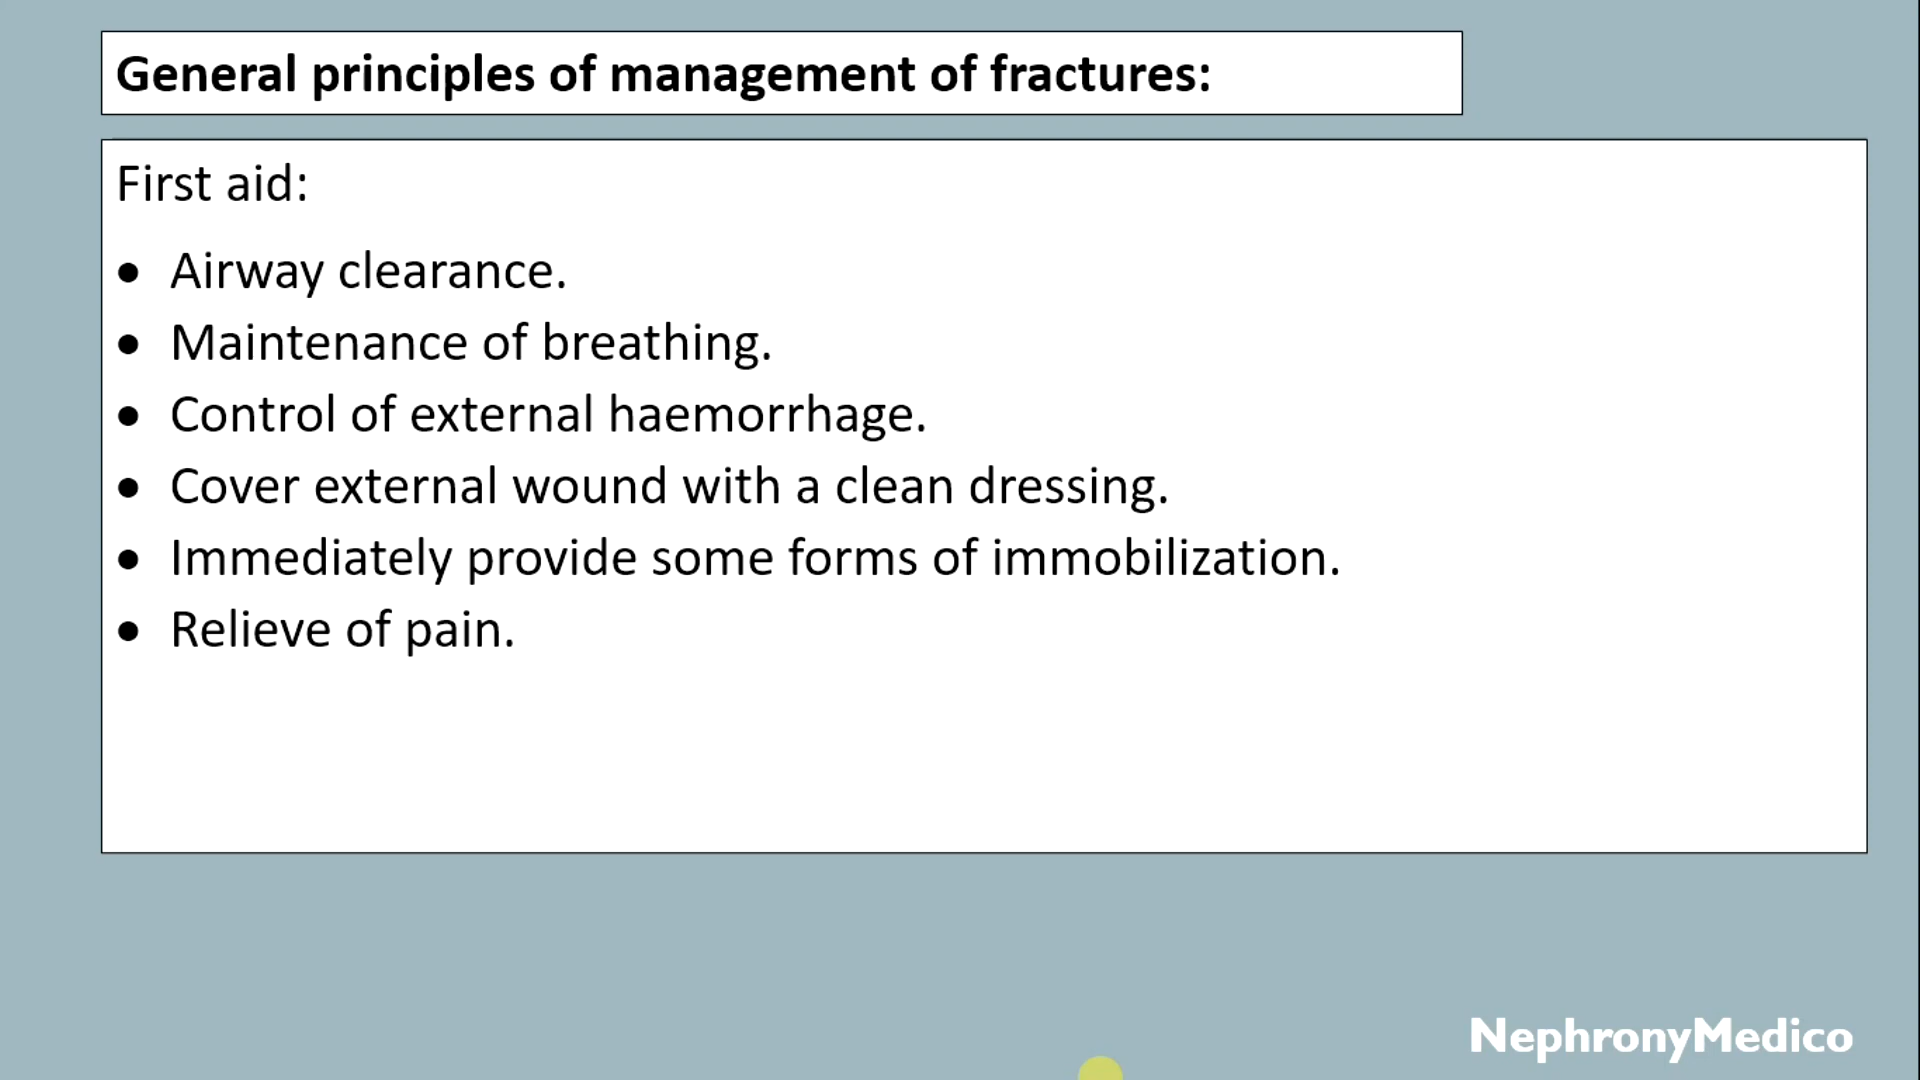 General principles of management of fractures:
First aid:
• Airway clearance.
• Maintenance of breathing.
• Control of external haemorrhage.
• Cover external wound with a clean dressing.
• Immediately provide some forms of immobilization.
• Relieve of pain.
NephronyMedico